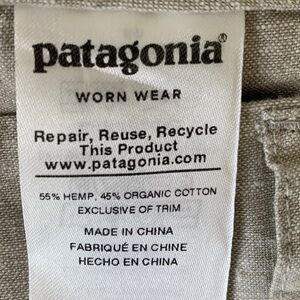 patagonia®
WORN WEAR
Repair, Reuse, Recycle
This Product
www.patagonia.com
55% HEMP, 45% ORGANIC COTTON
EXCLUSIVE OF TRIM
MADE IN CHINA
FABRIQUÉ EN CHINE
HECHO EN CHINA